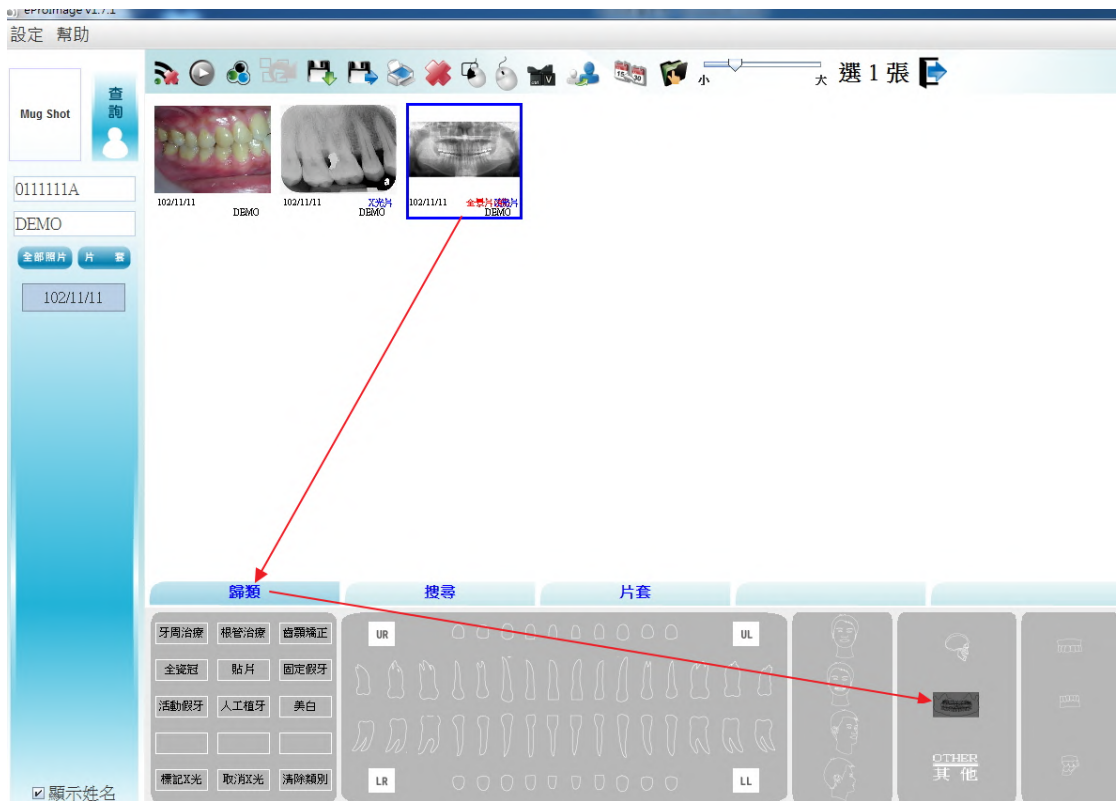 eProImage v1.7.1
設定 幫助
Mug Shot
查詢
小
大
選 1 張
0111111A
DEMO
全部照片
片 套
102/11/11
102/11/11
DEMO
102/11/11
X光片
DEMO
102/11/11
全景片
DEMO
歸類
搜尋
片套
牙周治療 根管治療 齒顎矯正
全瓷冠 貼片 固定假牙
活動假牙 人工植牙 美白
標記X光 取消X光 清除類別
UR
UL
LR
LL
OTHER
其 他
顯示姓名